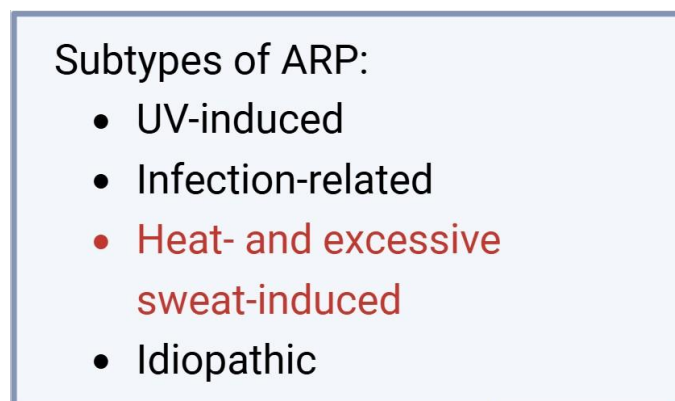 Subtypes of ARP:
• UV-induced
• Infection-related
• Heat- and excessive
sweat-induced
• Idiopathic